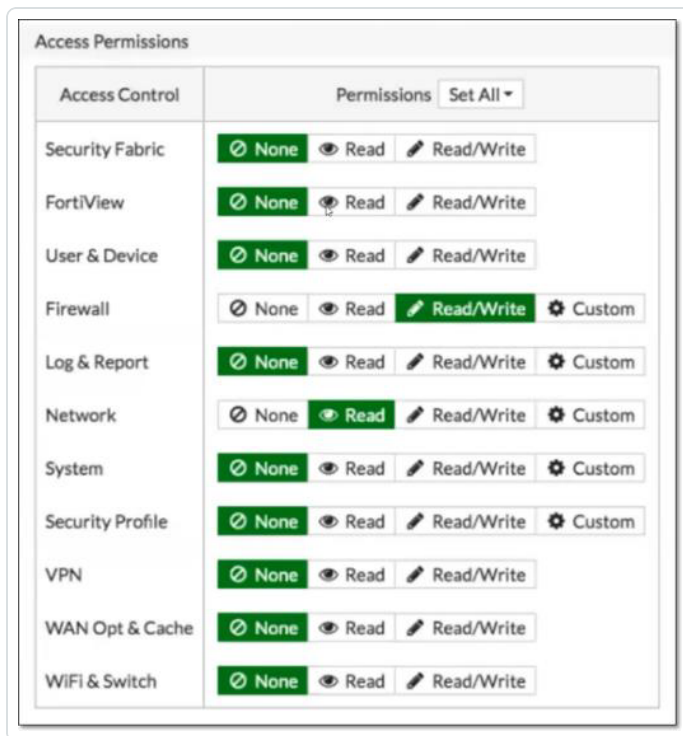 Access Permissions
Access Control Permissions Set All
Security Fabric None Read Read/Write
FortiView None Read Read/Write
User & Device None Read Read/Write
Firewall None Read Read/Write Custom
Log & Report None Read Read/Write Custom
Network None Read Read/Write Custom
System None Read Read/Write Custom
Security Profile None Read Read/Write Custom
VPN None Read Read/Write
WAN Opt & Cache None Read Read/Write
WiFi & Switch None Read Read/Write